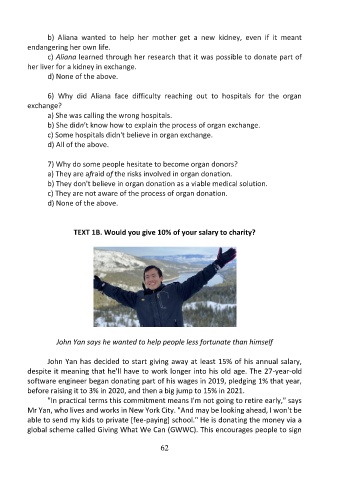 b) Aliana wanted to help her mother get a new kidney, even if it meant
endangering her own life.
c) Aliana learned through her research that it was possible to donate part of
her liver for a kidney in exchange.
d) None of the above.
6) Why did Aliana face difficulty reaching out to hospitals for the organ
exchange?
a) She was calling the wrong hospitals.
b) She didn't know how to explain the process of organ exchange.
c) Some hospitals didn't believe in organ exchange.
d) All of the above.
7) Why do some people hesitate to become organ donors?
a) They are afraid of the risks involved in organ donation.
b) They don't believe in organ donation as a viable medical solution.
c) They are not aware of the process of organ donation.
d) None of the above.
TEXT 1B. Would you give 10% of your salary to charity?
John Yan says he wanted to help people less fortunate than himself
John Yan has decided to start giving away at least 15% of his annual salary,
despite it meaning that he'll have to work longer into his old age. The 27-year-old
software engineer began donating part of his wages in 2019, pledging 1% that year,
before raising it to 3% in 2020, and then a big jump to 15% in 2021.
"In practical terms this commitment means I'm not going to retire early," says
Mr Yan, who lives and works in New York City. "And may be looking ahead, I won't be
able to send my kids to private [fee-paying] school." He is donating the money via a
global scheme called Giving What We Can (GWWC). This encourages people to sign
62